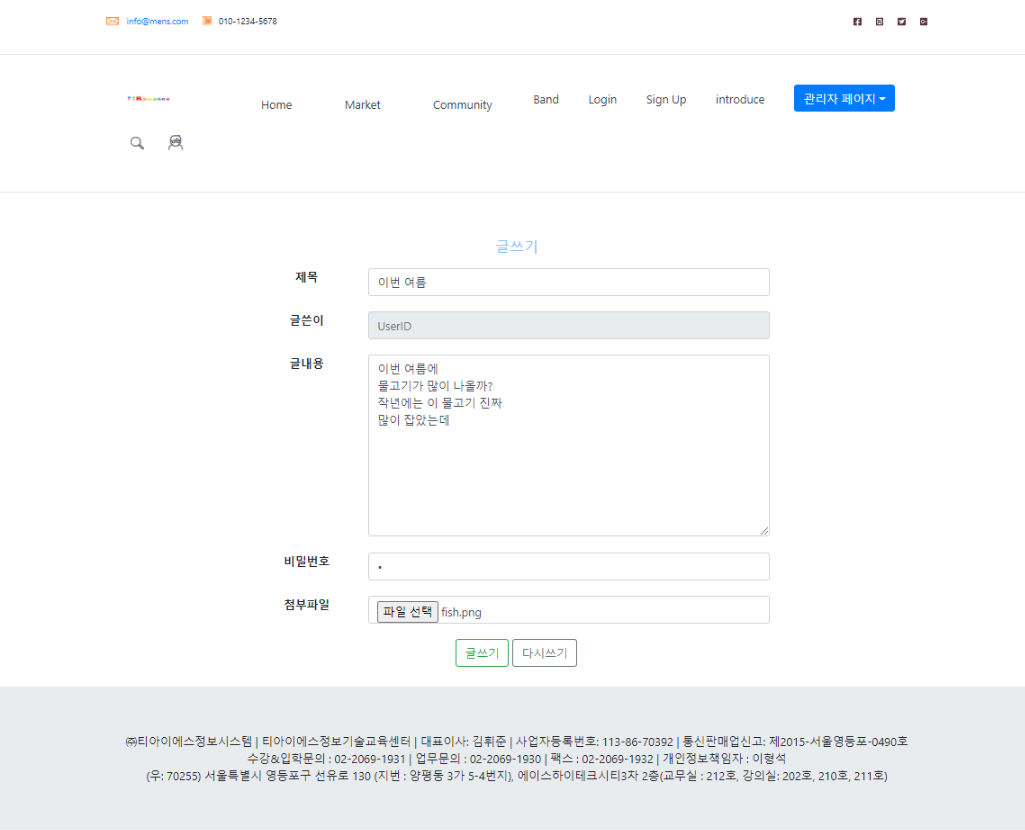 info@mens.com 010-1234-5678
Home Market Community Band Login Sign Up introduce 관리자 페이지
글쓰기
제목 이번 여름
글쓴이 UserID
글내용 이번 여름에
물고기가 많이 나올까?
작년에는 이 물고기 진짜
많이 잡았는데
비밀번호 •
첨부파일 파일 선택 fish.png
글쓰기 다시쓰기
㈜티아이에스정보시스템 | 티아이에스정보기술교육센터 | 대표이사: 김휘준 | 사업자등록번호: 113-86-70392 | 통신판매업신고: 제2015-서울영등포-0490호
수강&입학문의 : 02-2069-1931 | 업무문의 : 02-2069-1930 | 팩스 : 02-2069-1932 | 개인정보책임자 : 이형석
(우: 70255) 서울특별시 영등포구 선유로 130 (지번 : 양평동 3가 5-4번지), 에이스하이테크시티3차 2층(교무실 : 212호, 강의실: 202호, 210호, 211호)